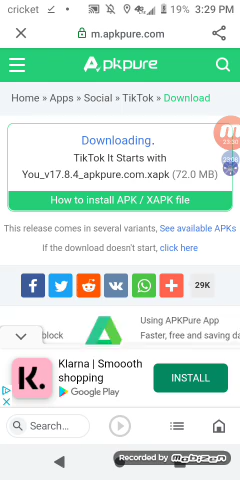 cricket 19% 3:29 PM
m.apkpure.com
Apkpure
Home » Apps » Social » TikTok » Download
Downloading.
TikTok It Starts with
You_v17.8.4_apkpure.com.xapk (72.0 MB)
How to install APK / XAPK file
This release comes in several variants, See available APKs
If the download doesn't start, click here
29K
block
Using APKPure App
Faster, free and saving da
Klarna | Smoooth
shopping
K.
Google Play
INSTALL
Search...
Recorded by mobizen